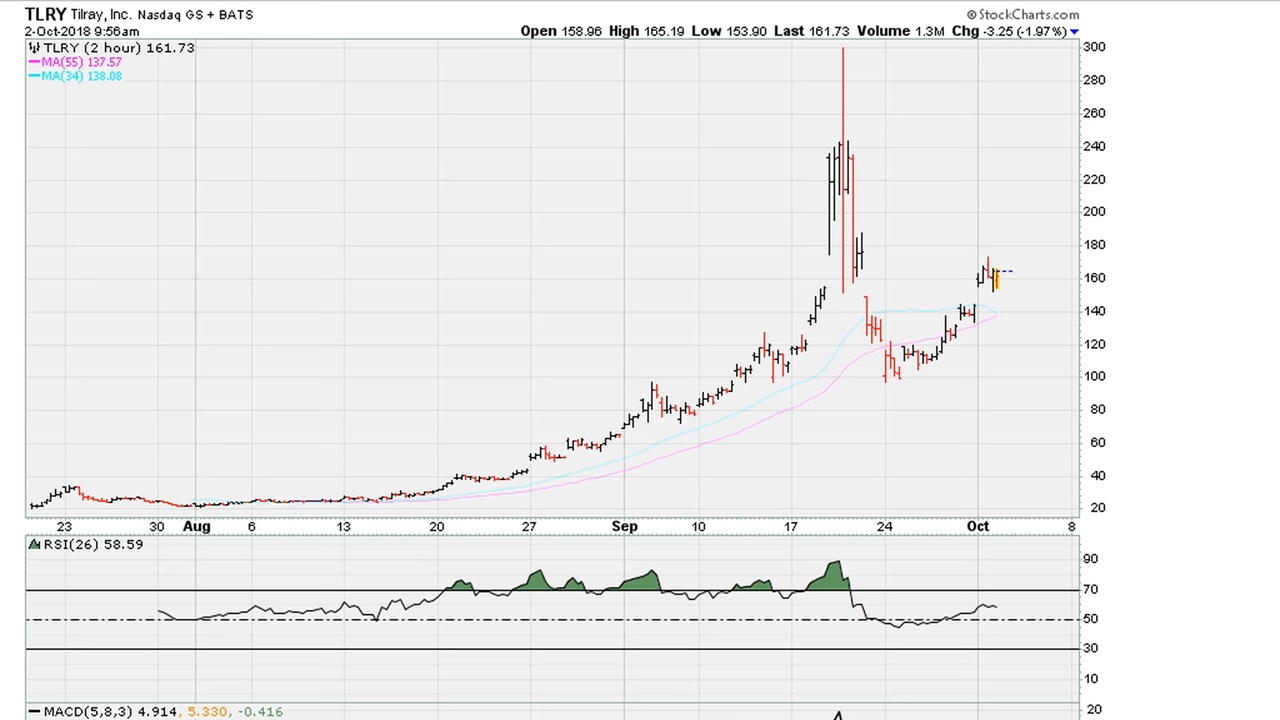 TLRY Tilray, Inc. Nasdaq GS + BATS
© StockCharts.com
2-Oct-2018 9:56am
Open 158.96 High 165.19 Low 153.90 Last 161.73 Volume 1.3M Chg -3.25 (-1.97%)
TLRY (2 hour) 161.73
MA(55) 137.57
MA(34) 138.08
300
280
260
240
220
200
180
160
140
120
100
80
60
40
20
23 30 Aug 6 13 20 27 Sep 10 17 24 Oct 8
RSI(26) 58.59
90
70
50
30
10
MACD(5,8,3) 4.914, 5.330, -0.416
20